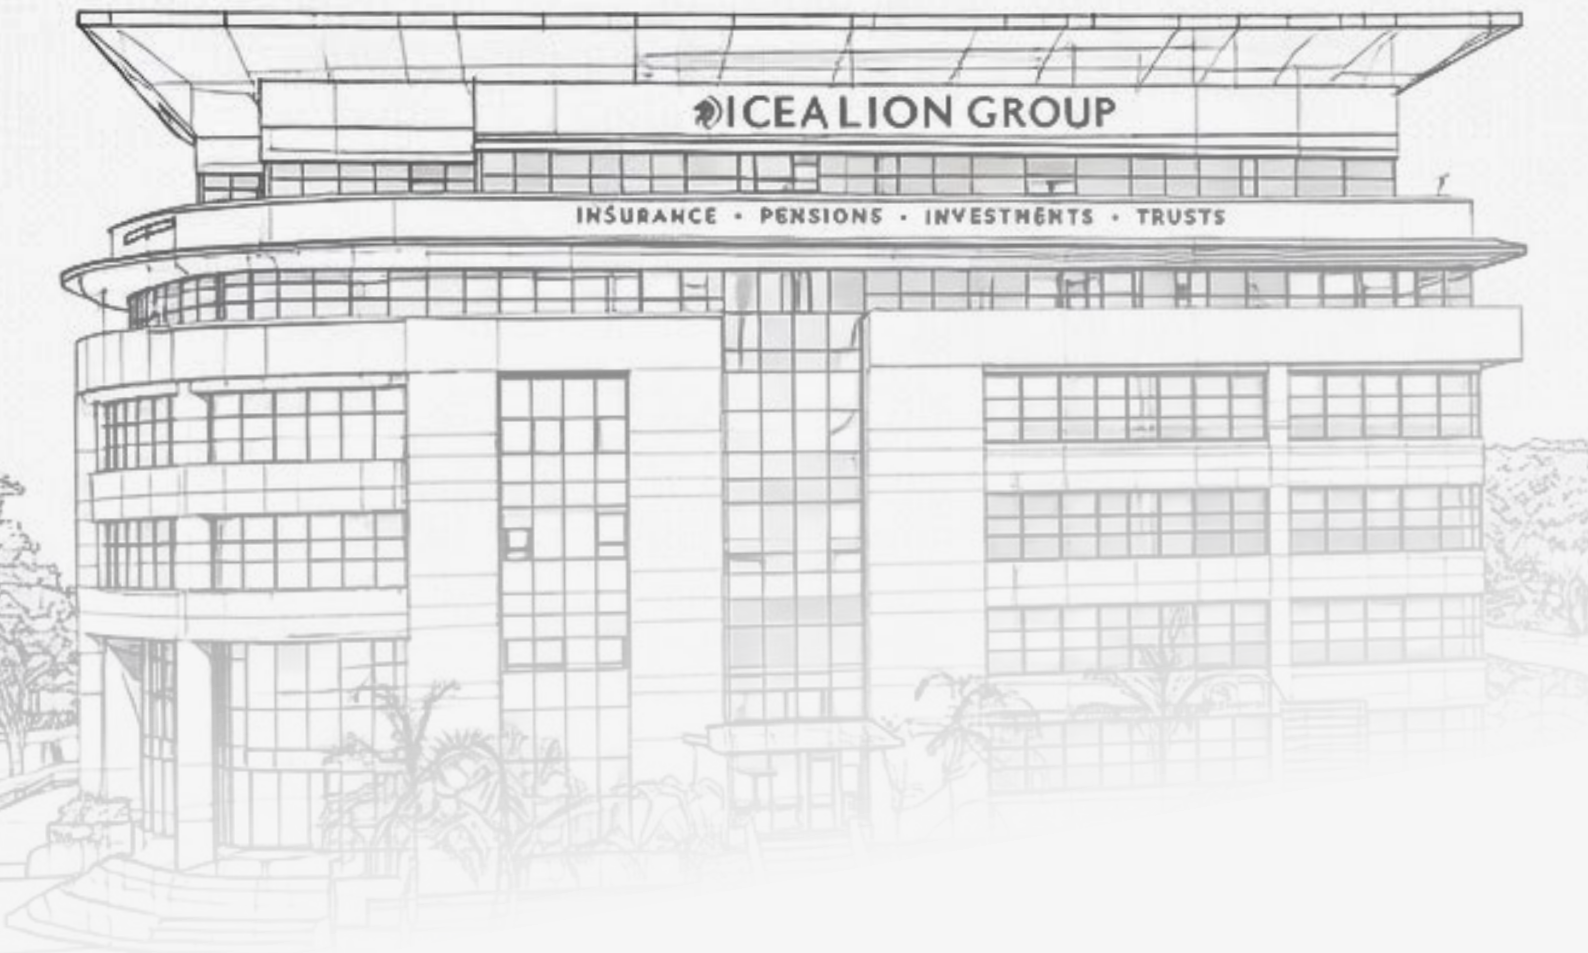 ICEA LION GROUP
INSURANCE • PENSIONS • INVESTMENTS • TRUSTS